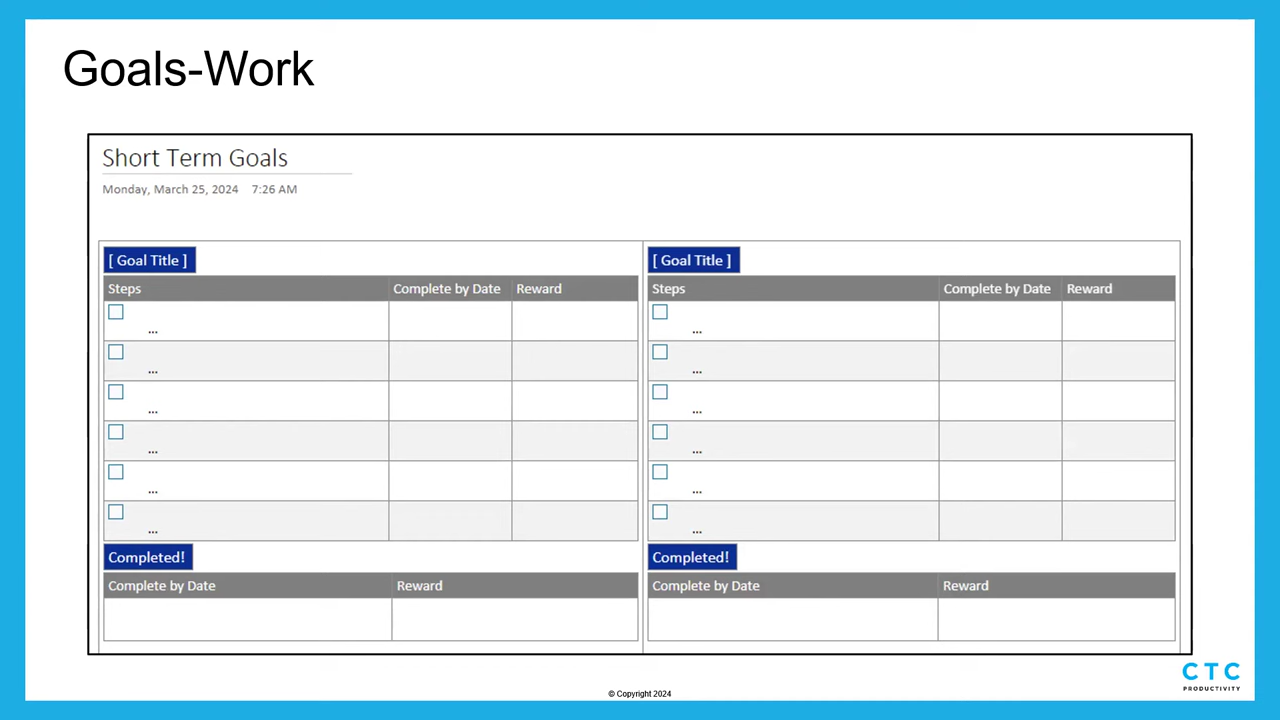 Goals-Work
Short Term Goals
Monday, March 25, 2024 7:26 AM
[ Goal Title ]
Steps Complete by Date Reward
...
...
...
...
...
...
Completed!
Complete by Date Reward
[ Goal Title ]
Steps Complete by Date Reward
...
...
...
...
...
...
Completed!
Complete by Date Reward
© Copyright 2024
CTC
PRODUCTIVITY